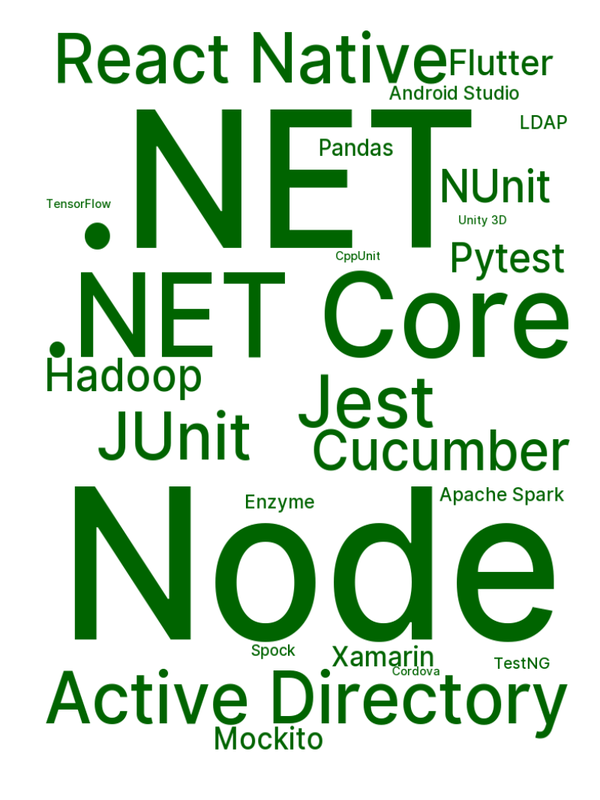 React Native
Flutter
Android Studio
.NET
LDAP
Pandas
NUnit
TensorFlow
Unity 3D
CppUnit
Pytest
.NET Core
Hadoop
Jest
JUnit
Cucumber
Node
Enzyme
Apache Spark
Spock
Xamarin
TestNG
Cordova
Active Directory
Mockito